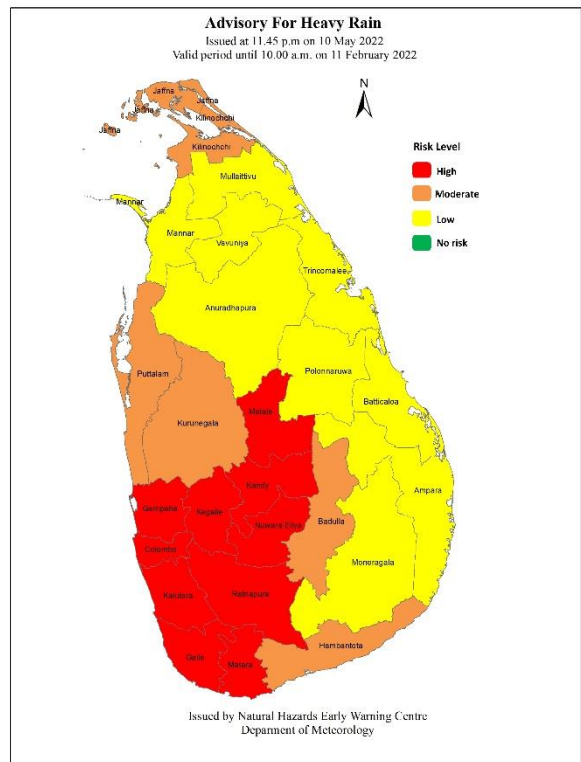 Advisory For Heavy Rain
Issued at 11.45 p.m on 10 May 2022
Valid period until 10.00 a.m. on 11 February 2022
N
Jaffna
Jaffna
Jaffna
Kilinochchi
Jaffna
Kilinochchi
Risk Level
High
Moderate
Low
No risk
Mullaittivu
Mannar
Mannar
Vavuniya
Trincomalee
Anuradhapura
Puttalam
Polonnaruwa
Batticaloa
Kurunegala
Matale
Kandy
Ampara
Gampaha
Kegalle
Nuwara Eliya
Badulla
Colombo
Moneragala
Kalutara
Ratnapura
Hambantota
Galle
Matara
Issued by Natural Hazards Early Warning Centre
Deparment of Meteorology